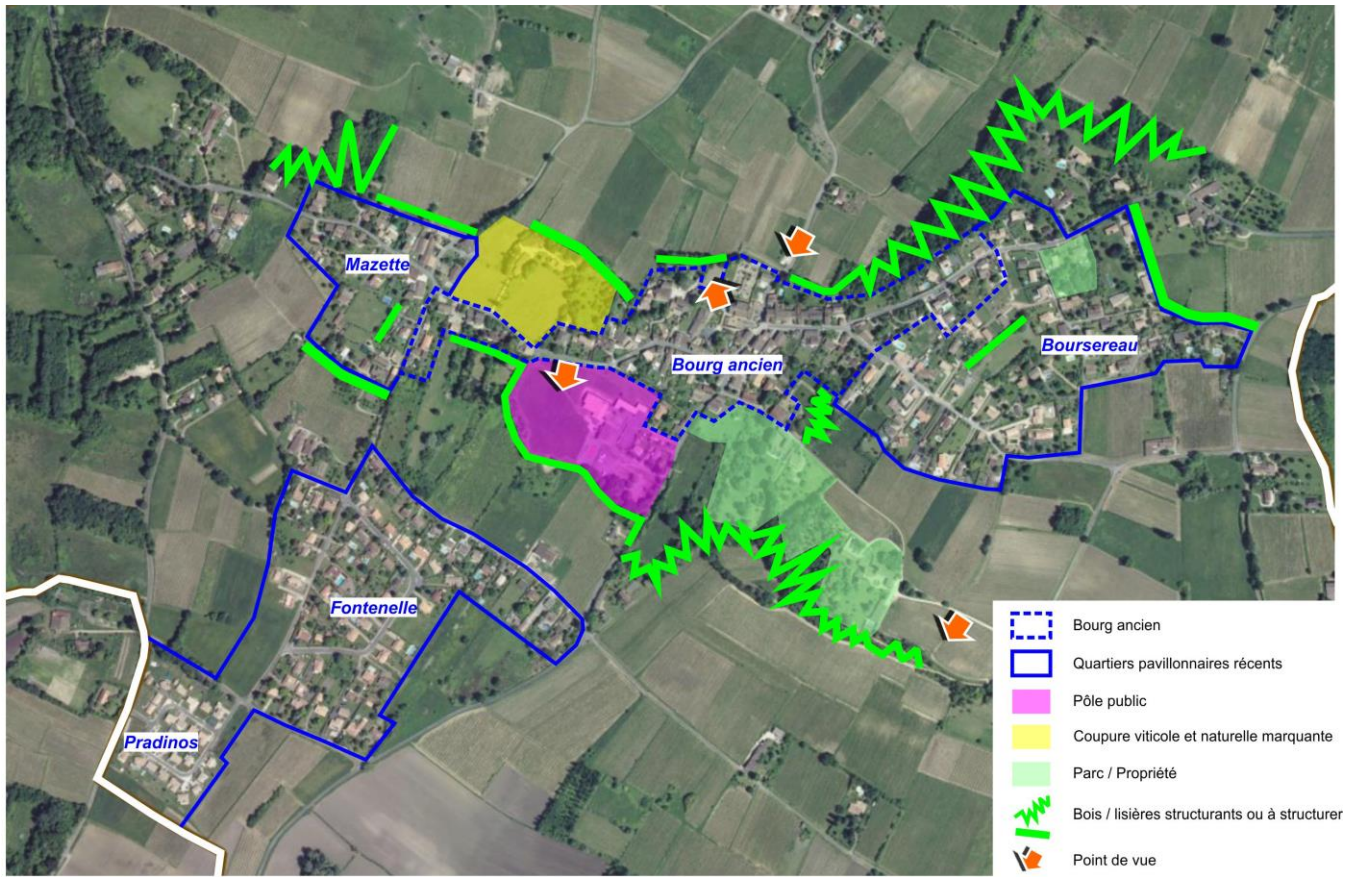 Mazette
Bourg ancien
Boursereau
Fontenelle
Pradinos
Bourg ancien
Quartiers pavillonnaires récents
Pôle public
Coupure viticole et naturelle marquante
Parc / Propriété
Bois / lisières structurants ou à structurer
Point de vue